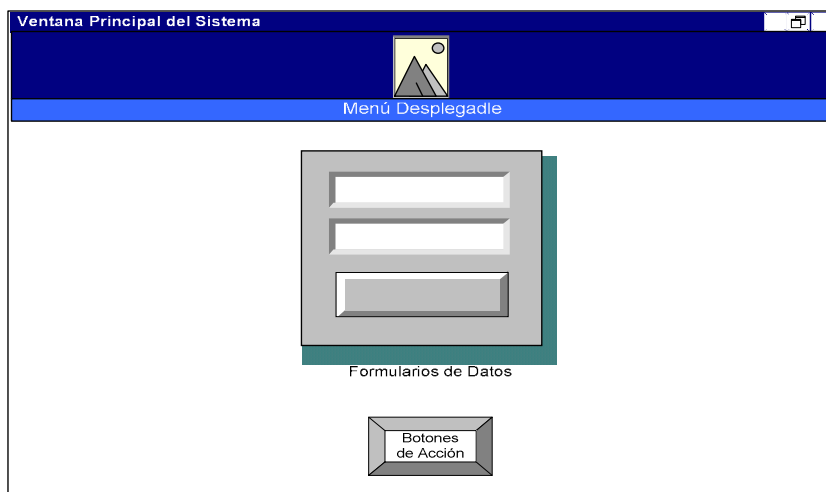 Ventana Principal del Sistema
Menú Desplegadle
Formularios de Datos
Botones
de Acción